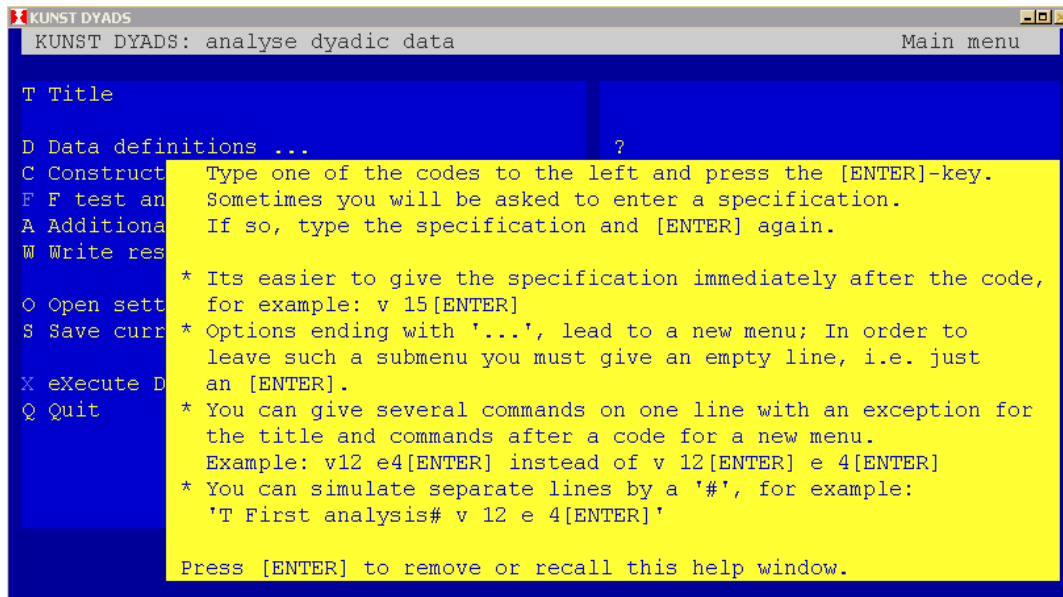 KUNST DYADS
KUNST DYADS: analyse dyadic data Main menu
T Title
D Data definitions ... ?
C Construct Type one of the codes to the left and press the [ENTER]-key.
F F test an Sometimes you will be asked to enter a specification.
A Additiona If so, type the specification and [ENTER] again.
W Write res
* Its easier to give the specification immediately after the code,
O Open sett for example: v 15[ENTER]
S Save curr * Options ending with '...', lead to a new menu; In order to
leave such a submenu you must give an empty line, i.e. just
X eXecute D an [ENTER].
Q Quit * You can give several commands on one line with an exception for
the title and commands after a code for a new menu.
Example: v12 e4[ENTER] instead of v 12[ENTER] e 4[ENTER]
* You can simulate separate lines by a '#', for example:
'T First analysis# v 12 e 4[ENTER]'
Press [ENTER] to remove or recall this help window.